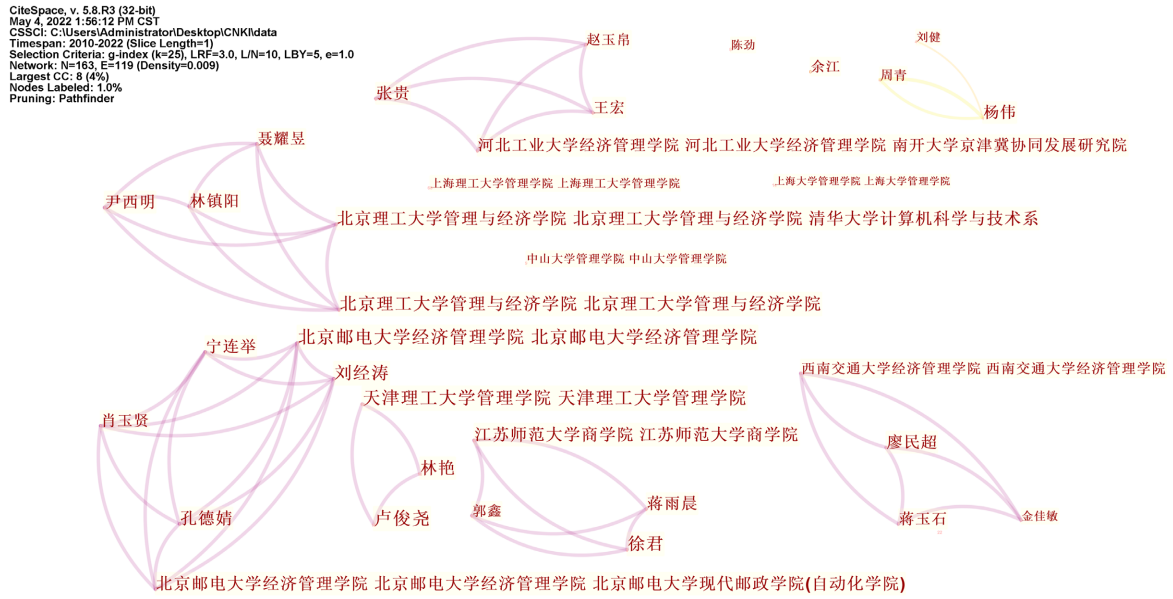 CiteSpace, v. 5.8.R3 (32-bit)
May 4, 2022 1:56:12 PM CST
CSSCI: C:\Users\Administrator\Desktop\CNKI\data
Timespan: 2010-2022 (Slice Length=1)
Selection Criteria: g-index (k=25), LRF=3.0, L/N=10, LBY=5, e=1.0
Network: N=163, E=119 (Density=0.009)
Largest CC: 8 (4%)
Nodes Labeled: 1.0%
Pruning: Pathfinder
赵玉帛
陈劲
刘健
余江
周青
张贵
王宏
杨伟
聂耀昱
河北工业大学经济管理学院 河北工业大学经济管理学院 南开大学京津冀协同发展研究院
上海理工大学管理学院 上海理工大学管理学院
上海大学管理学院 上海大学管理学院
尹西明
林镇阳
北京理工大学管理与经济学院 北京理工大学管理与经济学院 清华大学计算机科学与技术系
中山大学管理学院 中山大学管理学院
北京理工大学管理与经济学院 北京理工大学管理与经济学院
北京邮电大学经济管理学院 北京邮电大学经济管理学院
宁连举
刘经涛
西南交通大学经济管理学院 西南交通大学经济管理学院
天津理工大学管理学院 天津理工大学管理学院
肖玉贤
江苏师范大学商学院 江苏师范大学商学院
廖民超
林艳
蒋雨晨
孔德婧
卢俊尧
郭鑫
蒋玉石
金佳敏
徐君
北京邮电大学经济管理学院 北京邮电大学经济管理学院 北京邮电大学现代邮政学院(自动化学院)